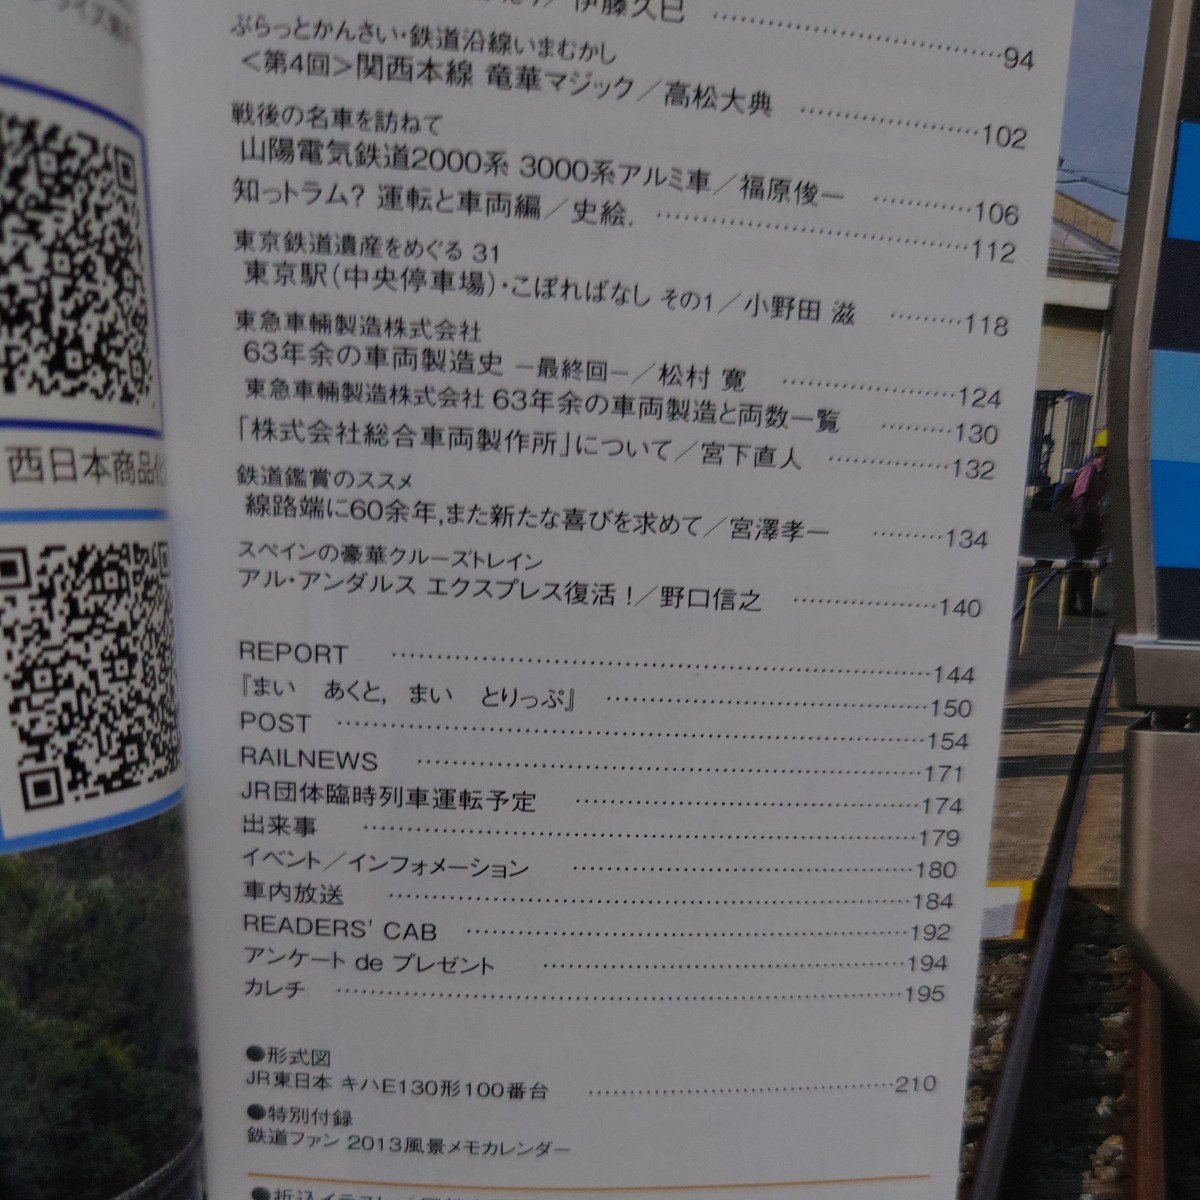 伊藤久巳 ……94
ぶらっとかんさい・鉄道沿線いまむかし
＜第4回＞関西本線 竜華マジック／高松大典 ……102
戦後の名車を訪ねて
山陽電気鉄道2000系 3000系アルミ車／福原俊一 ……106
知っトラム? 運転と車両編／史絵. ……112
東京鉄道遺産をめぐる 31
東京駅(中央停車場)・こぼればなし その1／小野田 滋 ……118
東急車輛製造株式会社
63年余の車両製造史 －最終回－／松村 寛 ……124
東急車輛製造株式会社 63年余の車両製造と両数一覧 ……130
「株式会社総合車両製作所」について／宮下直人 ……132
鉄道鑑賞のススメ
線路端に60余年,また新たな喜びを求めて／宮澤孝一 ……134
スペインの豪華クルーズトレイン
アル・アンダルス エクスプレス復活！／野口信之 ……140
REPORT ……144
『まい　あくと,　まい　とりっぷ』 ……150
POST ……154
RAILNEWS ……171
JR団体臨時列車運転予定 ……174
出来事 ……179
イベント／インフォメーション ……180
車内放送 ……184
READERS' CAB ……192
アンケート de プレゼント ……194
カレチ ……195
●形式図
JR東日本 キハE130形100番台 ……210
●特別付録
鉄道ファン 2013風景メモカレンダー
西日本商品化